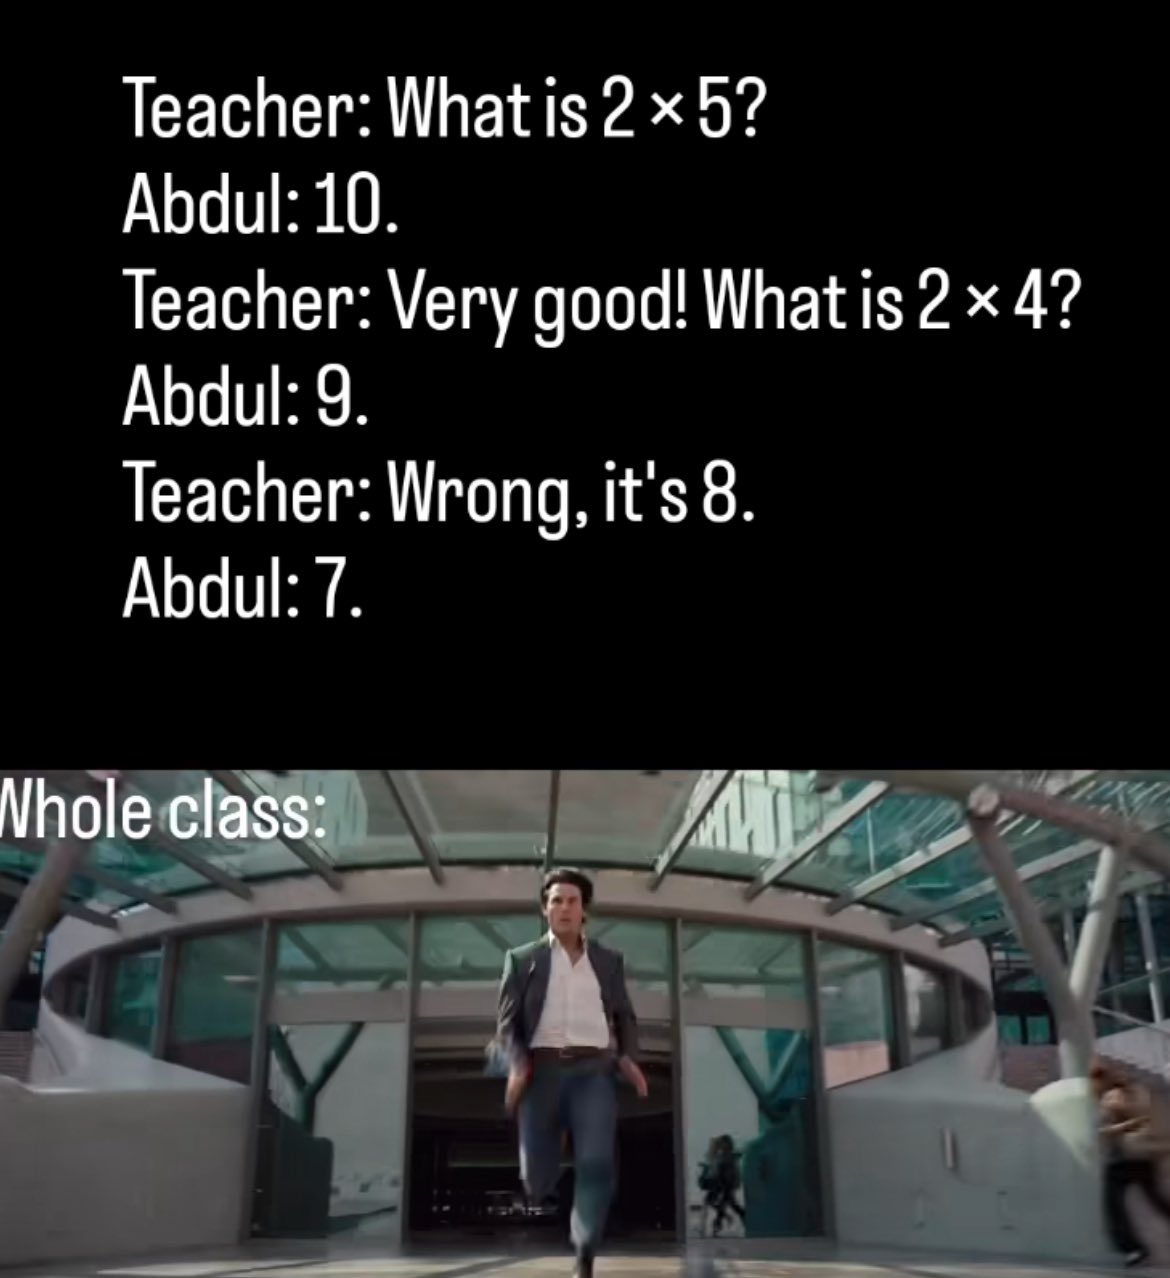 Teacher: What is 2 × 5?
Abdul: 10.
Teacher: Very good! What is 2 × 4?
Abdul: 9.
Teacher: Wrong, it's 8.
Abdul: 7.
Whole class: